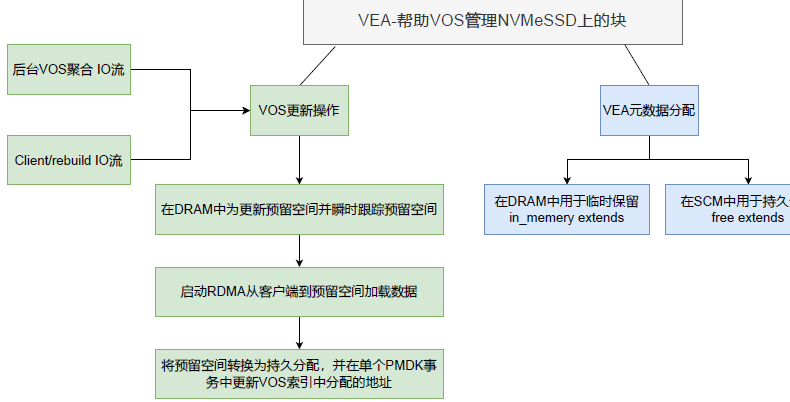 VEA-帮助VOS管理NVMeSSD上的块
后台VOS聚合 IO流
VOS更新操作
VEA元数据分配
Client/rebuild IO流
在DRAM中为更新预留空间并瞬时跟踪预留空间
在DRAM中用于临时保留
in_memery extends
在SCM中用于持久
free extends
启动RDMA从客户端到预留空间加载数据
将预留空间转换为持久分配，并在单个PMDK事
务中更新VOS索引中分配的地址